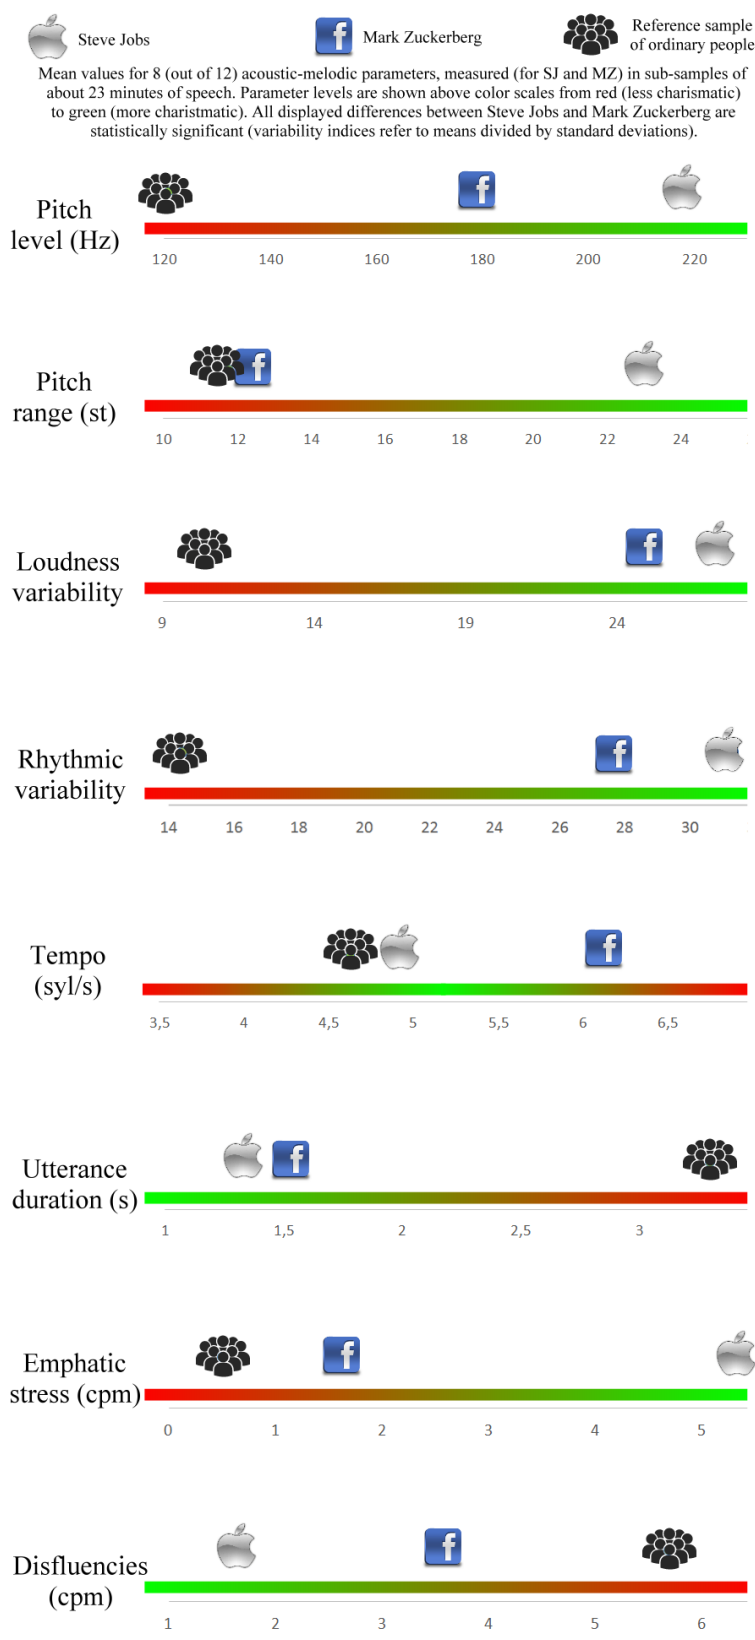 Steve Jobs
Mark Zuckerberg
Reference sample
of ordinary people
Mean values for 8 (out of 12) acoustic-melodic parameters, measured (for SJ and MZ) in sub-samples of
about 23 minutes of speech. Parameter levels are shown above color scales from red (less charismatic)
to green (more charistmatic). All displayed differences between Steve Jobs and Mark Zuckerberg are
statistically significant (variability indices refer to means divided by standard deviations).
Pitch
level (Hz)
120 140 160 180 200 220
Pitch
range (st)
10 12 14 16 18 20 22 24
Loudness
variability
9 14 19 24
Rhythmic
variability
14 16 18 20 22 24 26 28 30
Tempo
(syl/s)
3,5 4 4,5 5 5,5 6 6,5
Utterance
duration (s)
1 1,5 2 2,5 3
Emphatic
stress (cpm)
0 1 2 3 4 5
Disfluencies
(cpm)
1 2 3 4 5 6